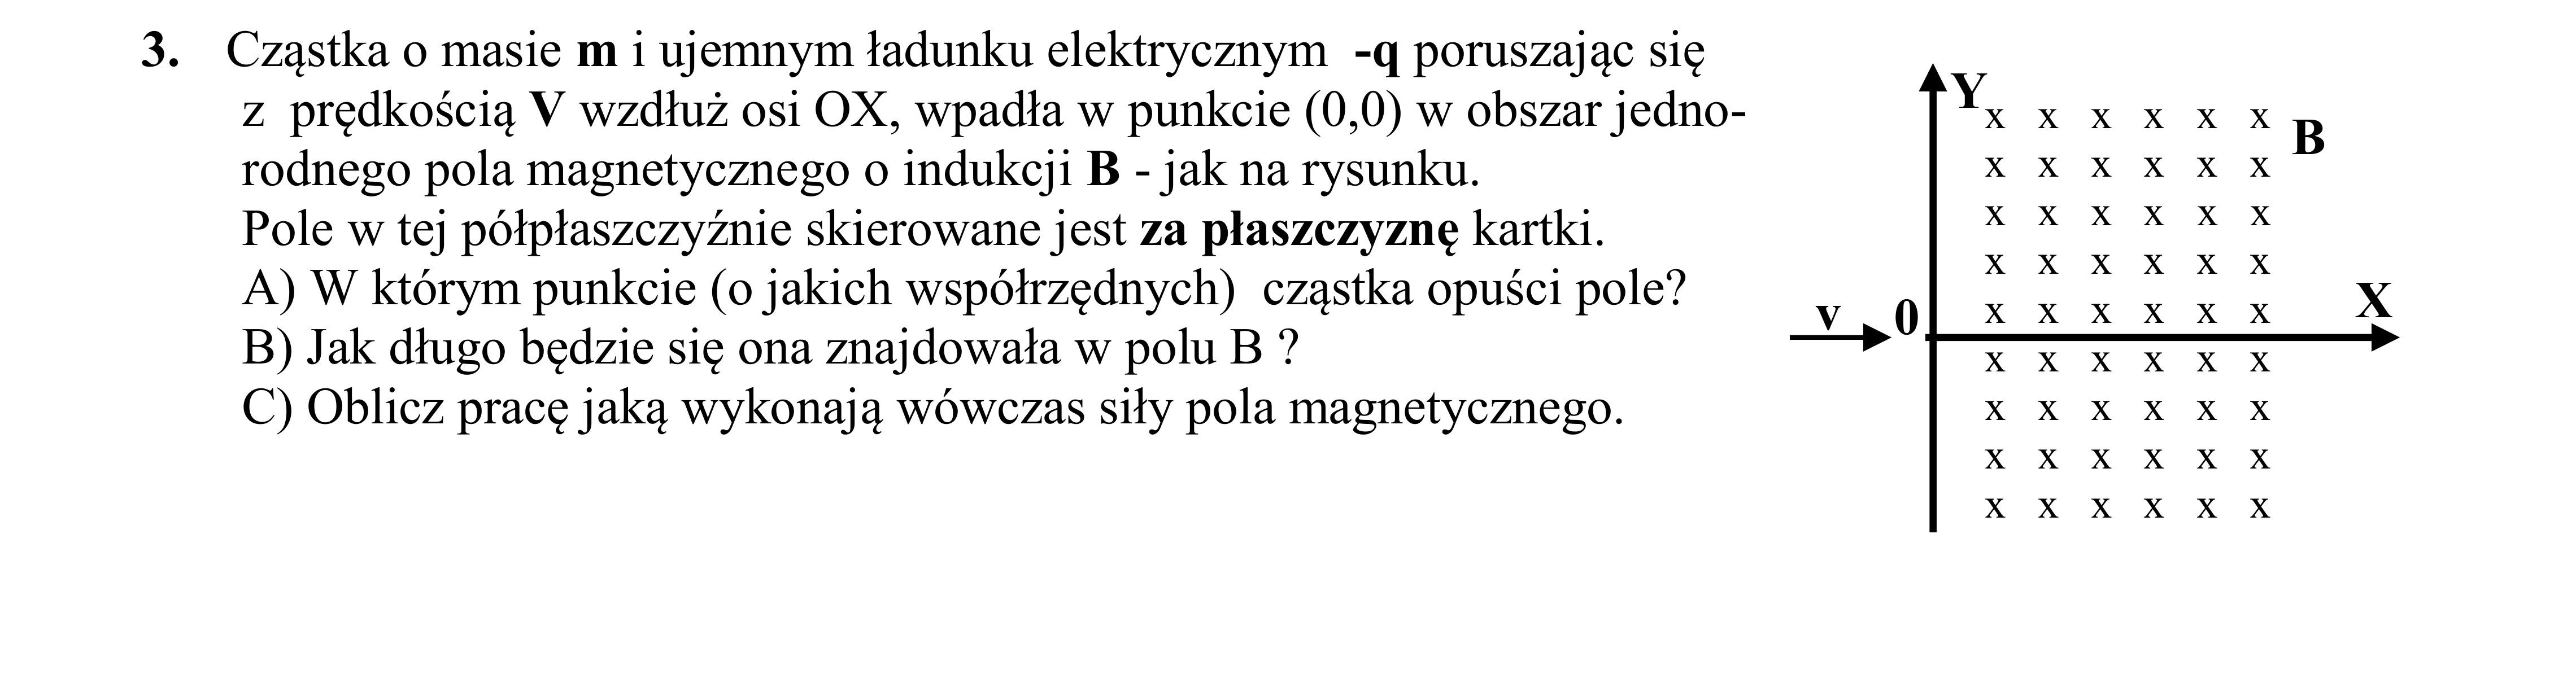 3. Cząstka o masie m i ujemnym ładunku elektrycznym -q poruszając się
z prędkością V wzdłuż osi OX, wpadła w punkcie (0,0) w obszar jedno-
rodnego pola magnetycznego o indukcji B - jak na rysunku.
Pole w tej półpłaszczyźnie skierowane jest za płaszczyznę kartki.
A) W którym punkcie (o jakich współrzędnych) cząstka opuści pole?
B) Jak długo będzie się ona znajdowała w polu B ?
C) Oblicz pracę jaką wykonają wówczas siły pola magnetycznego.
Y
x x x x x x B
x x x x x x
x x x x x x
x x x x x x
v 0 x x x x x x X
x x x x x x
x x x x x x
x x x x x x
x x x x x x